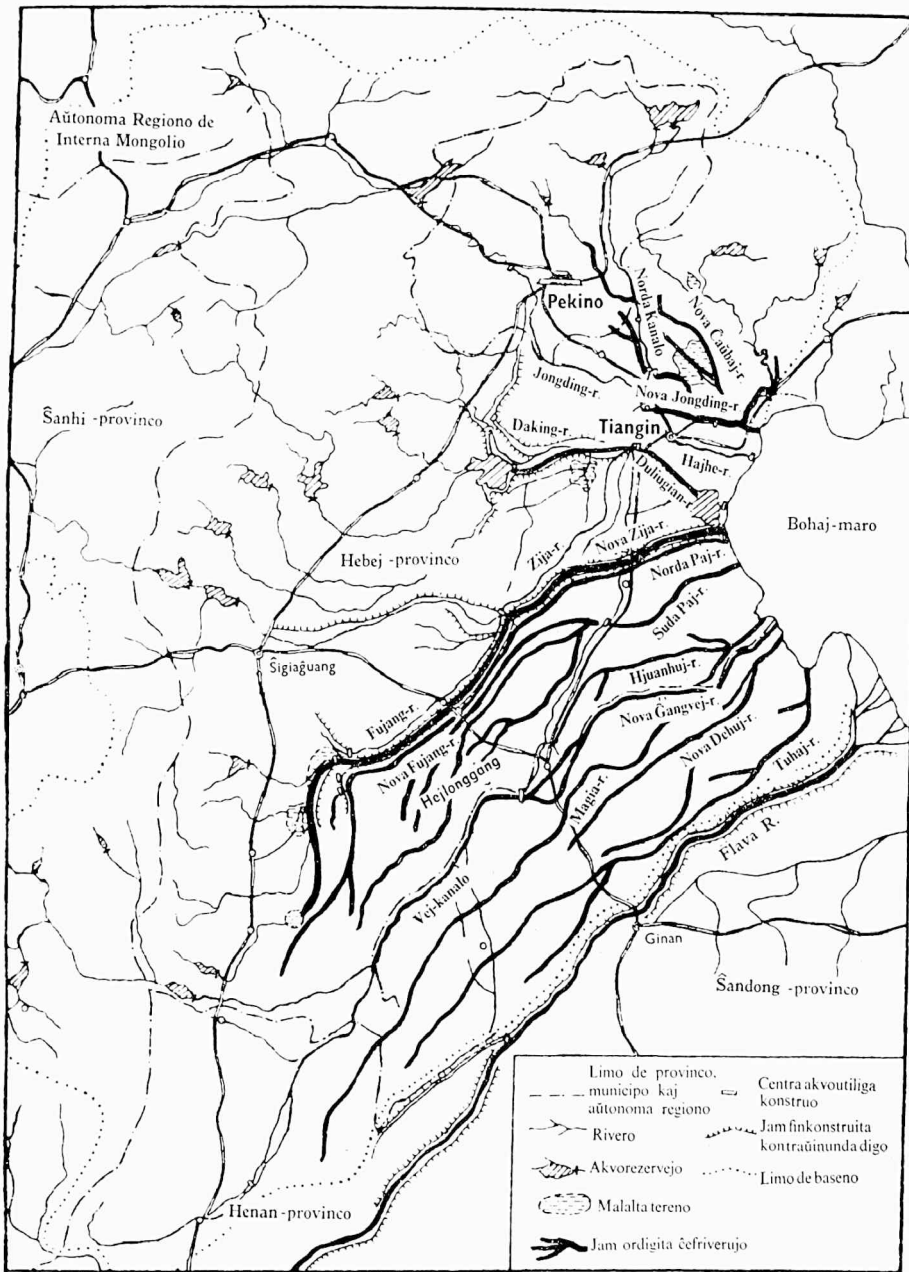 Aŭtonoma Regiono de
Interna Mongolio
Pekino
Norda Kanalo
Nova Ĉaŭbaj-r.
Jongding-r.
Nova Jongding-r.
Ŝanhi -provinco
Daking-r.
Tiangin
Hajhe-r.
Duliugian-r.
Bohaj-maro
Hebej -provinco
Zija-r.
Nova Zija-r.
Norda Paj-r.
Suda Paj-r.
Ŝigiaĝuang
Hjuanhuj-r.
Fujang-r.
Nova Ĝangvej-r.
Nova Fujang-r.
Nova Dehuj-r.
Hejlonggang
Tuhaj-r.
Magia-r.
Flava R.
Vej-kanalo
Ginan
Ŝandong -provinco
Henan -provinco
Limo de provinco,
municipo kaj
aŭtonoma regiono
Rivero
Akvorezervejo
Malalta tereno
Jam ordigita ĉefriverujo
Centra akvoutiliga
konstruo
Jam finkonstruita
kontraŭinunda digo
Limo de baseno